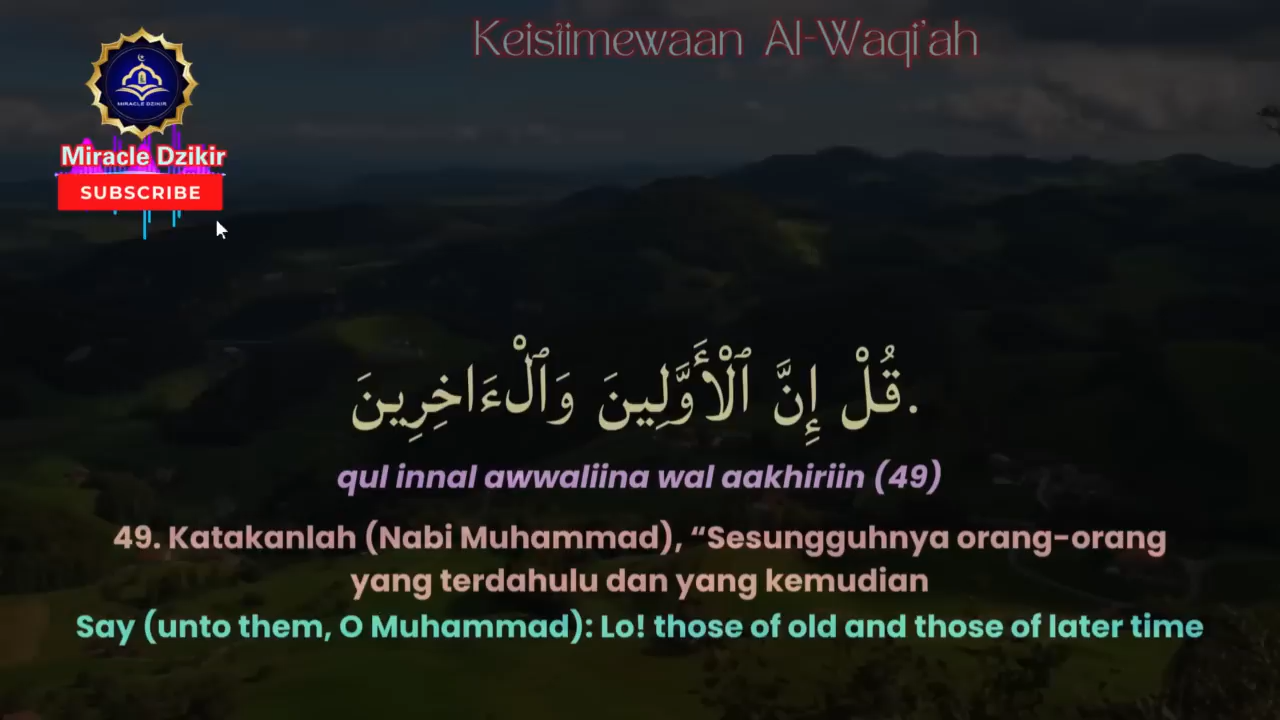 Keistimewaan Al-Waqi'ah
MIRACLE DZIKIR
Miracle Dzikir
SUBSCRIBE
قُلْ إِنَّ ٱلْأَوَّلِينَ وَٱلْـَٔاخِرِينَ.
qul innal awwaliina wal aakhiriin (49)
49. Katakanlah (Nabi Muhammad), “Sesungguhnya orang-orang
yang terdahulu dan yang kemudian
Say (unto them, O Muhammad): Lo! those of old and those of later time